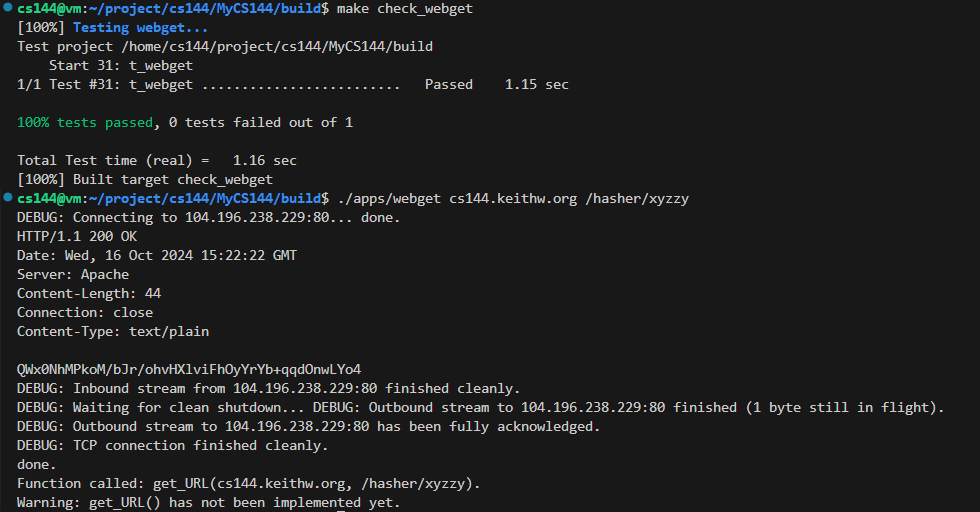 cs144@vm:~/project/cs144/MyCS144/build$ make check_webget
[100%] Testing webget...
Test project /home/cs144/project/cs144/MyCS144/build
    Start 31: t_webget
1/1 Test #31: t_webget .........................   Passed    1.15 sec

100% tests passed, 0 tests failed out of 1

Total Test time (real) =   1.16 sec
[100%] Built target check_webget
cs144@vm:~/project/cs144/MyCS144/build$ ./apps/webget cs144.keithw.org /hasher/xyzzy
DEBUG: Connecting to 104.196.238.229:80... done.
HTTP/1.1 200 OK
Date: Wed, 16 Oct 2024 15:22:22 GMT
Server: Apache
Content-Length: 44
Connection: close
Content-Type: text/plain

QWx0NhMPkoM/bJr/ohvHXlviFhOyYrYb+qqdOnwLYo4
DEBUG: Inbound stream from 104.196.238.229:80 finished cleanly.
DEBUG: Waiting for clean shutdown... DEBUG: Outbound stream to 104.196.238.229:80 finished (1 byte still in flight).
DEBUG: Outbound stream to 104.196.238.229:80 has been fully acknowledged.
DEBUG: TCP connection finished cleanly.
done.
Function called: get_URL(cs144.keithw.org, /hasher/xyzzy).
Warning: get_URL() has not been implemented yet.